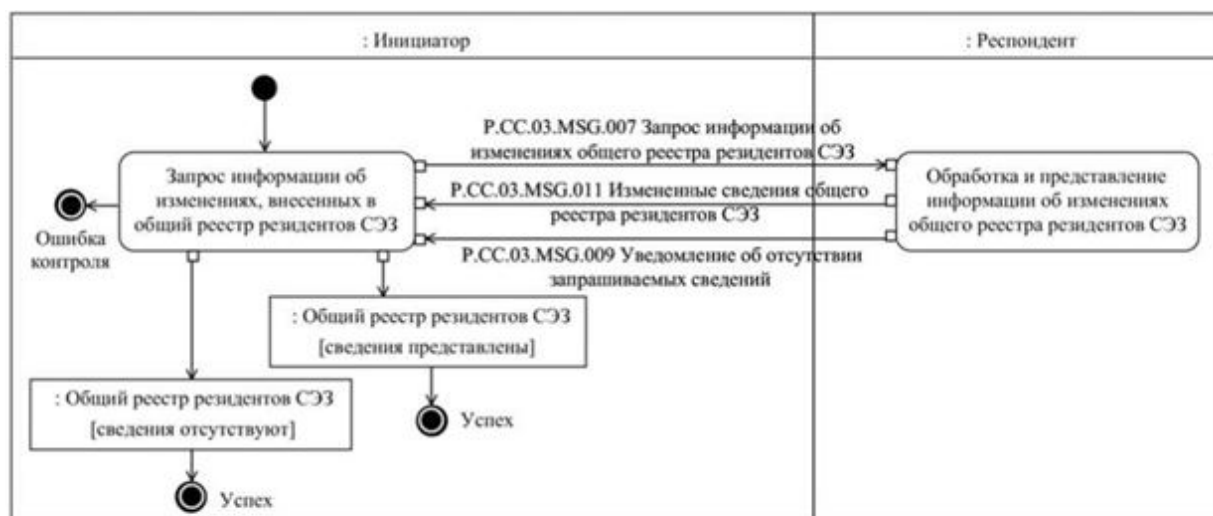 : Инициатор
: Респондент
P.CC.03.MSG.007 Запрос информации об
изменениях общего реестра резидентов СЭЗ
Запрос информации об
изменениях, внесенных в
общий реестр резидентов СЭЗ
P.CC.03.MSG.011 Измененные сведения общего
реестра резидентов СЭЗ
Обработка и представление
информации об изменениях
общего реестра резидентов СЭЗ
Ошибка
контроля
P.CC.03.MSG.009 Уведомление об отсутствии
запрашиваемых сведений
: Общий реестр резидентов СЭЗ
[сведения представлены]
: Общий реестр резидентов СЭЗ
[сведения отсутствуют]
Успех
Успех